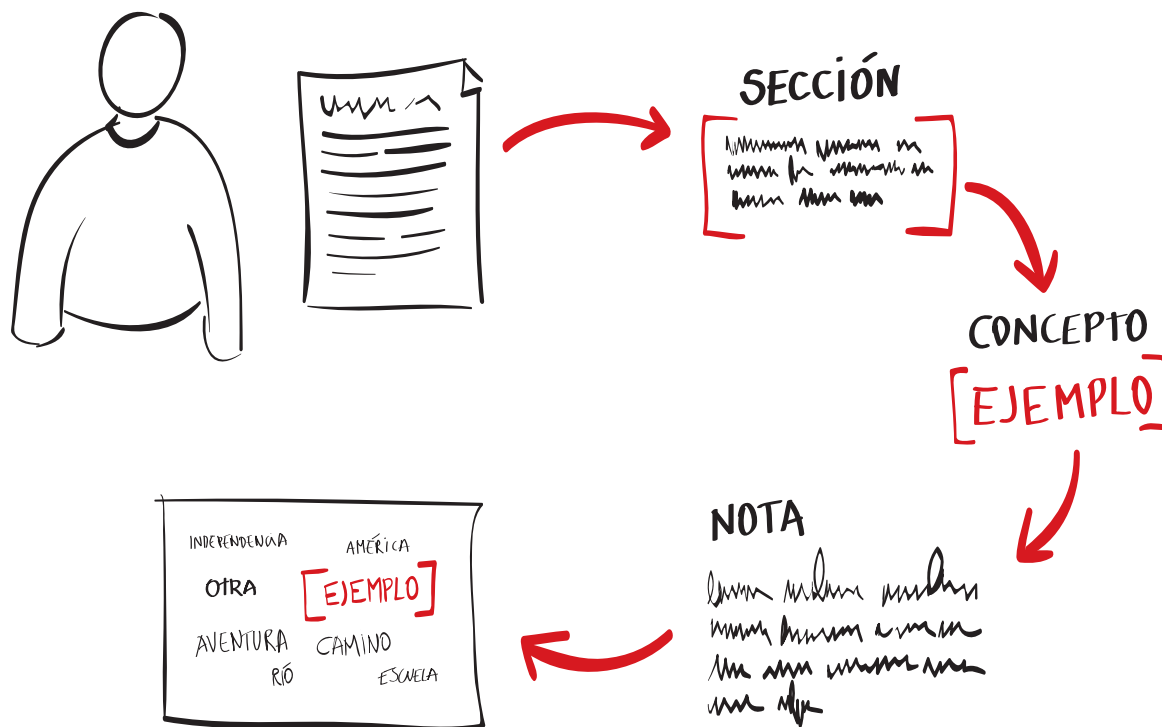 SECCIÓN
CONCEPTO
[EJEMPLO]
NOTA
INDEPENDENCIA AMÉRICA
OTRA [EJEMPLO]
AVENTURA CAMINO
RÍO ESCUELA